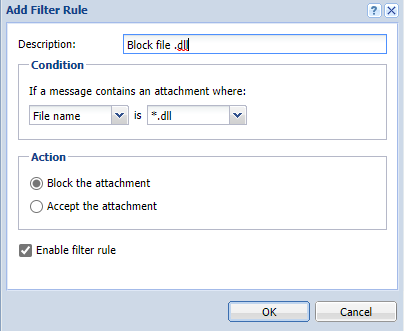 Add Filter Rule
Description: Block file .dll
Condition
If a message contains an attachment where:
File name is *.dll
Action
Block the attachment
Accept the attachment
Enable filter rule
OK Cancel